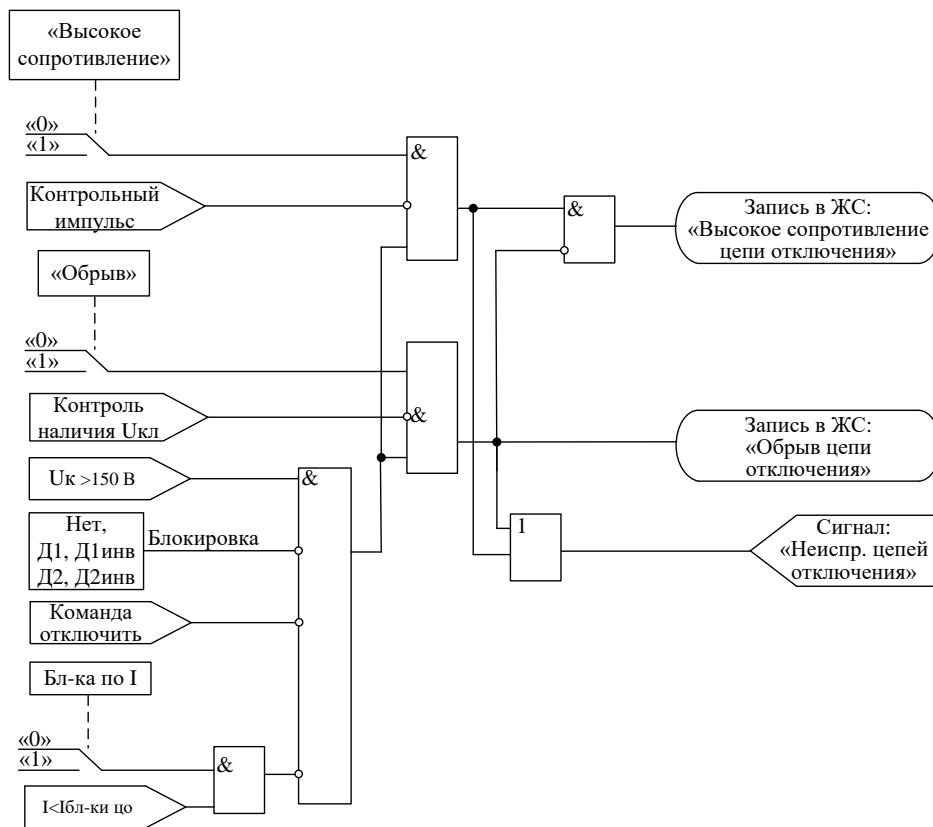 «Высокое
сопротивление»
«0»
«1»
&
Контрольный
импульс
&
Запись в ЖС:
«Высокое сопротивление
цепи отключения»
«Обрыв»
«0»
«1»
Контроль
наличия Uкл
&
Запись в ЖС:
«Обрыв цепи
отключения»
Uк >150 В
&
Нет,
Д1, Д1инв
Д2, Д2инв
Блокировка
1
Сигнал:
«Неиспр. цепей
отключения»
Команда
отключить
Бл-ка по I
«0»
«1»
&
I<Iбл-ки цо